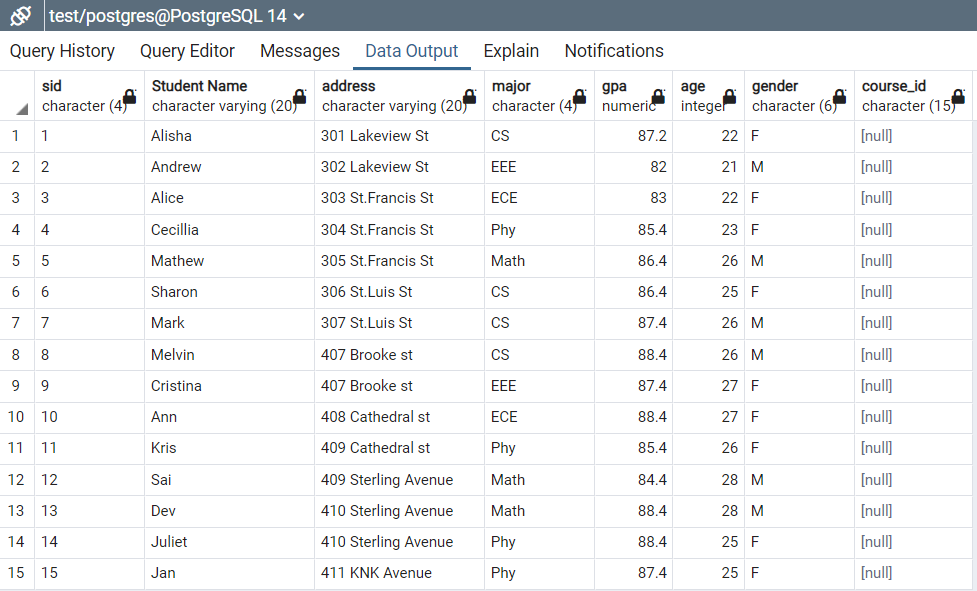 test/postgres@PostgreSQL 14
Query History Query Editor Messages Data Output Explain Notifications
sid Student Name address major gpa age gender course_id
character (4) character varying (20) character varying (20) character (4) numeric integer character (6) character (15)
1 1 Alisha 301 Lakeview St CS 87.2 22 F [null]
2 2 Andrew 302 Lakeview St EEE 82 21 M [null]
3 3 Alice 303 St.Francis St ECE 83 22 F [null]
4 4 Cecillia 304 St.Francis St Phy 85.4 23 F [null]
5 5 Mathew 305 St.Francis St Math 86.4 26 M [null]
6 6 Sharon 306 St.Luis St CS 86.4 25 F [null]
7 7 Mark 307 St.Luis St CS 87.4 26 M [null]
8 8 Melvin 407 Brooke st CS 88.4 26 M [null]
9 9 Cristina 407 Brooke st EEE 87.4 27 F [null]
10 10 Ann 408 Cathedral st ECE 88.4 27 F [null]
11 11 Kris 409 Cathedral st Phy 85.4 26 F [null]
12 12 Sai 409 Sterling Avenue Math 84.4 28 M [null]
13 13 Dev 410 Sterling Avenue Math 88.4 28 M [null]
14 14 Juliet 410 Sterling Avenue Phy 88.4 25 F [null]
15 15 Jan 411 KNK Avenue Phy 87.4 25 F [null]